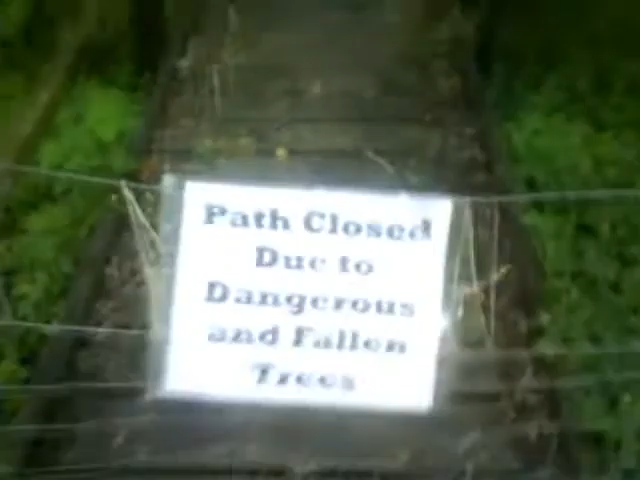 Path Closed
Due to
Dangerous
and Fallen
Trees